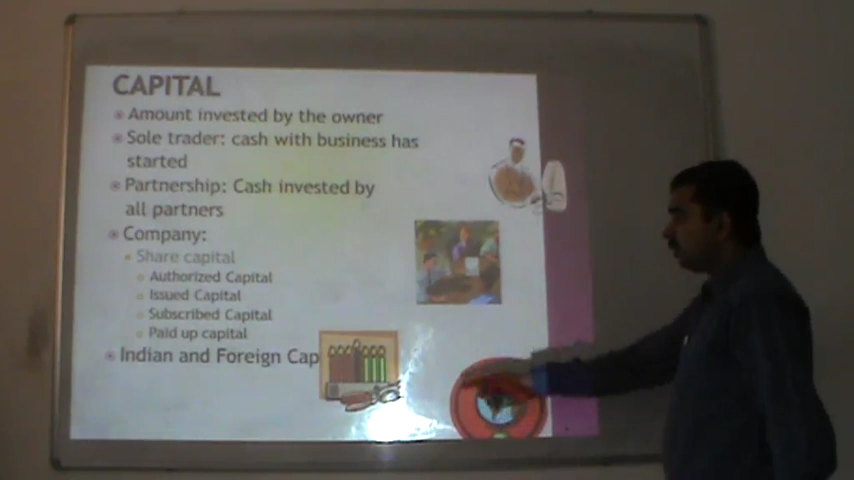 CAPITAL
Amount invested by the owner
Sole trader: cash with business has
started
Partnership: Cash invested by
all partners
Company:
Share capital
Authorized Capital
Issued Capital
Subscribed Capital
Paid up capital
Indian and Foreign Cap